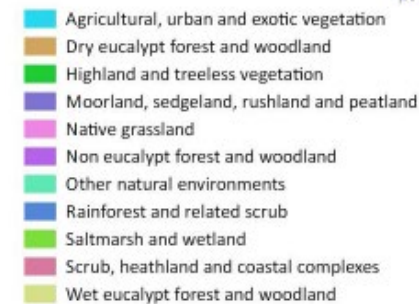 Agricultural, urban and exotic vegetation
Dry eucalypt forest and woodland
Highland and treeless vegetation
Moorland, sedgeland, rushland and peatland
Native grassland
Non eucalypt forest and woodland
Other natural environments
Rainforest and related scrub
Saltmarsh and wetland
Scrub, heathland and coastal complexes
Wet eucalypt forest and woodland